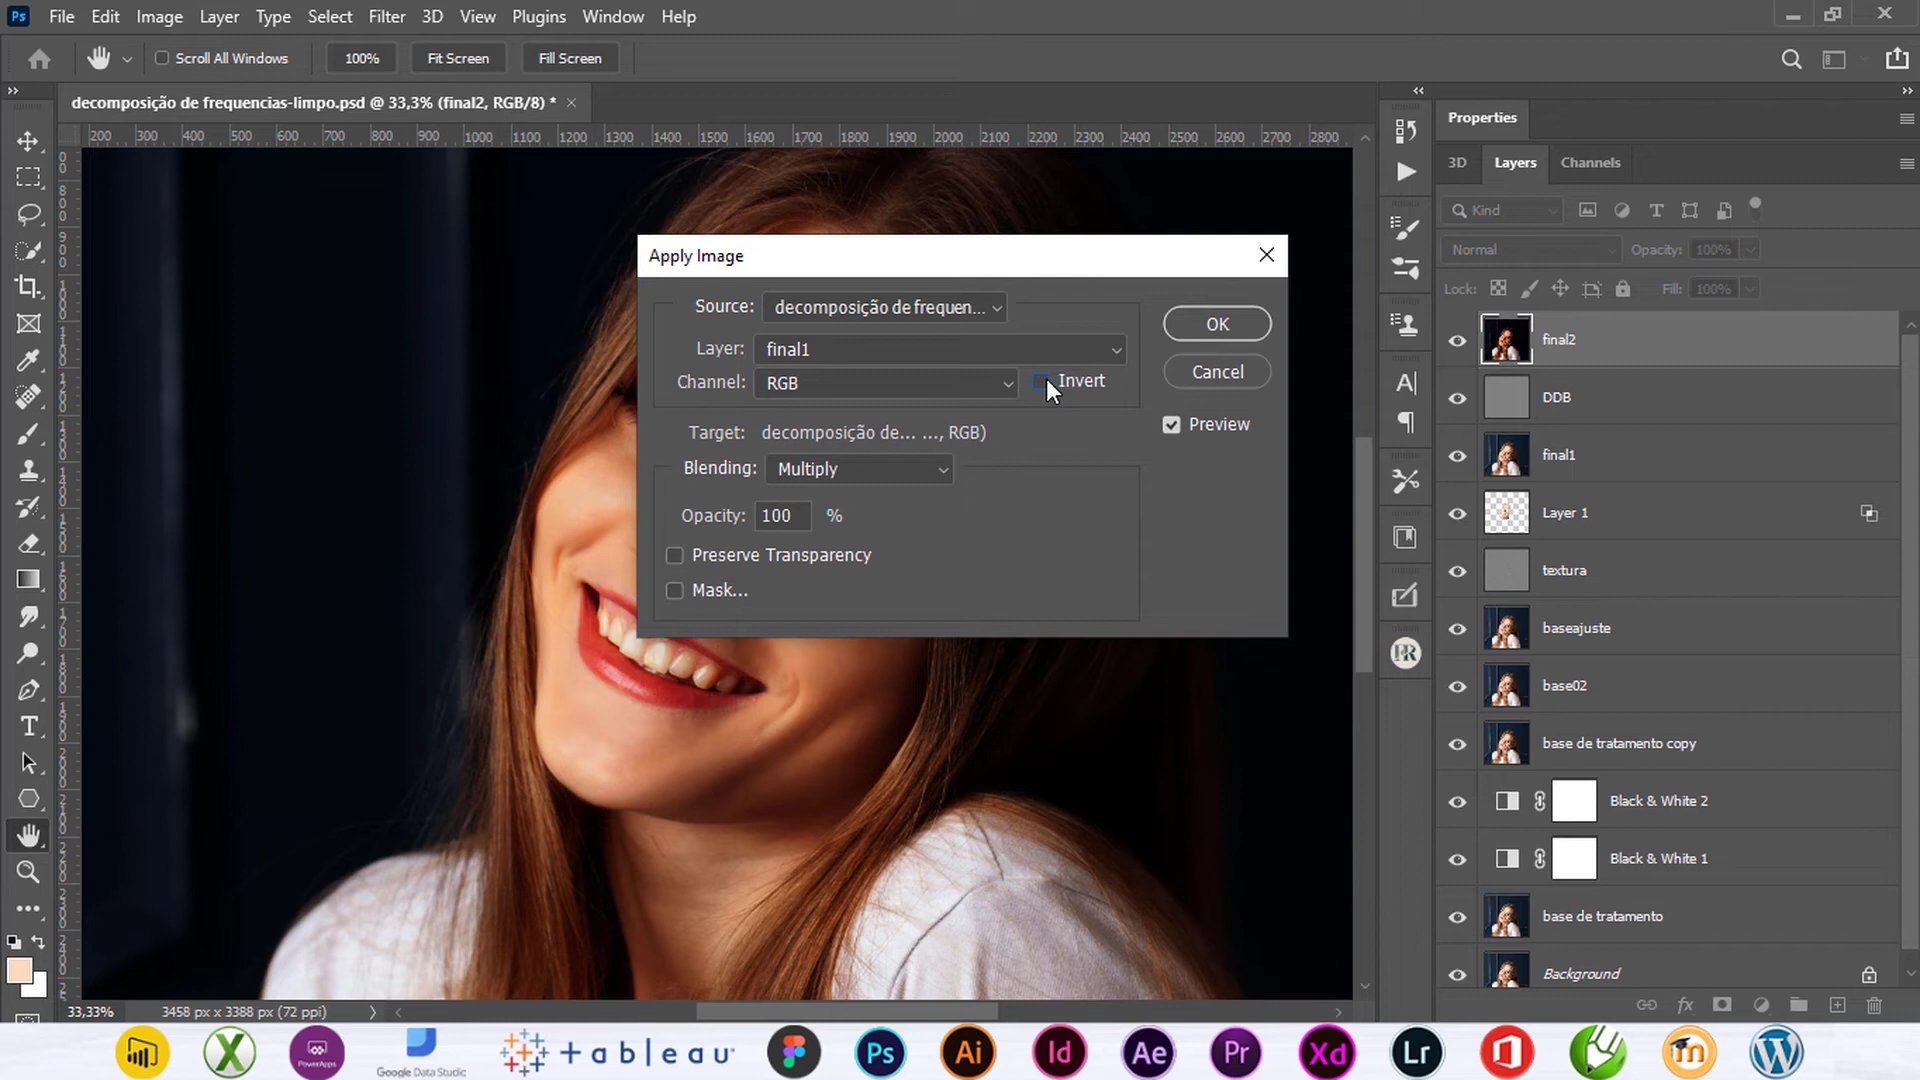 Ps File Edit Image Layer Type Select Filter 3D View Plugins Window Help
Scroll All Windows 100% Fit Screen Fill Screen
decomposição de frequencias-limpo.psd @ 33,3% (final2, RGB/8) *
200 300 400 500 600 700 800 900 1000 1100 1200 1300 1400 1500 1600 1700 1800 1900 2000 2100 2200 2300 2400 2500 2600 2700 2800
Apply Image
Source: decomposição de frequen...
Layer: final1
Channel: RGB Invert
Target: decomposição de... ..., RGB)
Blending: Multiply
Opacity: 100 %
Preserve Transparency
Mask...
OK
Cancel
Preview
Properties
3D Layers Channels
Kind
Normal Opacity: 100%
Lock: Fill: 100%
final2
DDB
final1
Layer 1
textura
baseajuste
base02
base de tratamento copy
Black & White 2
Black & White 1
base de tratamento
Background
33,33% 3458 px x 3388 px (72 ppi)
PowerApps
Google Data Studio
+ t a b l e a u
Ps Ai Id Ae Pr Xd Lr